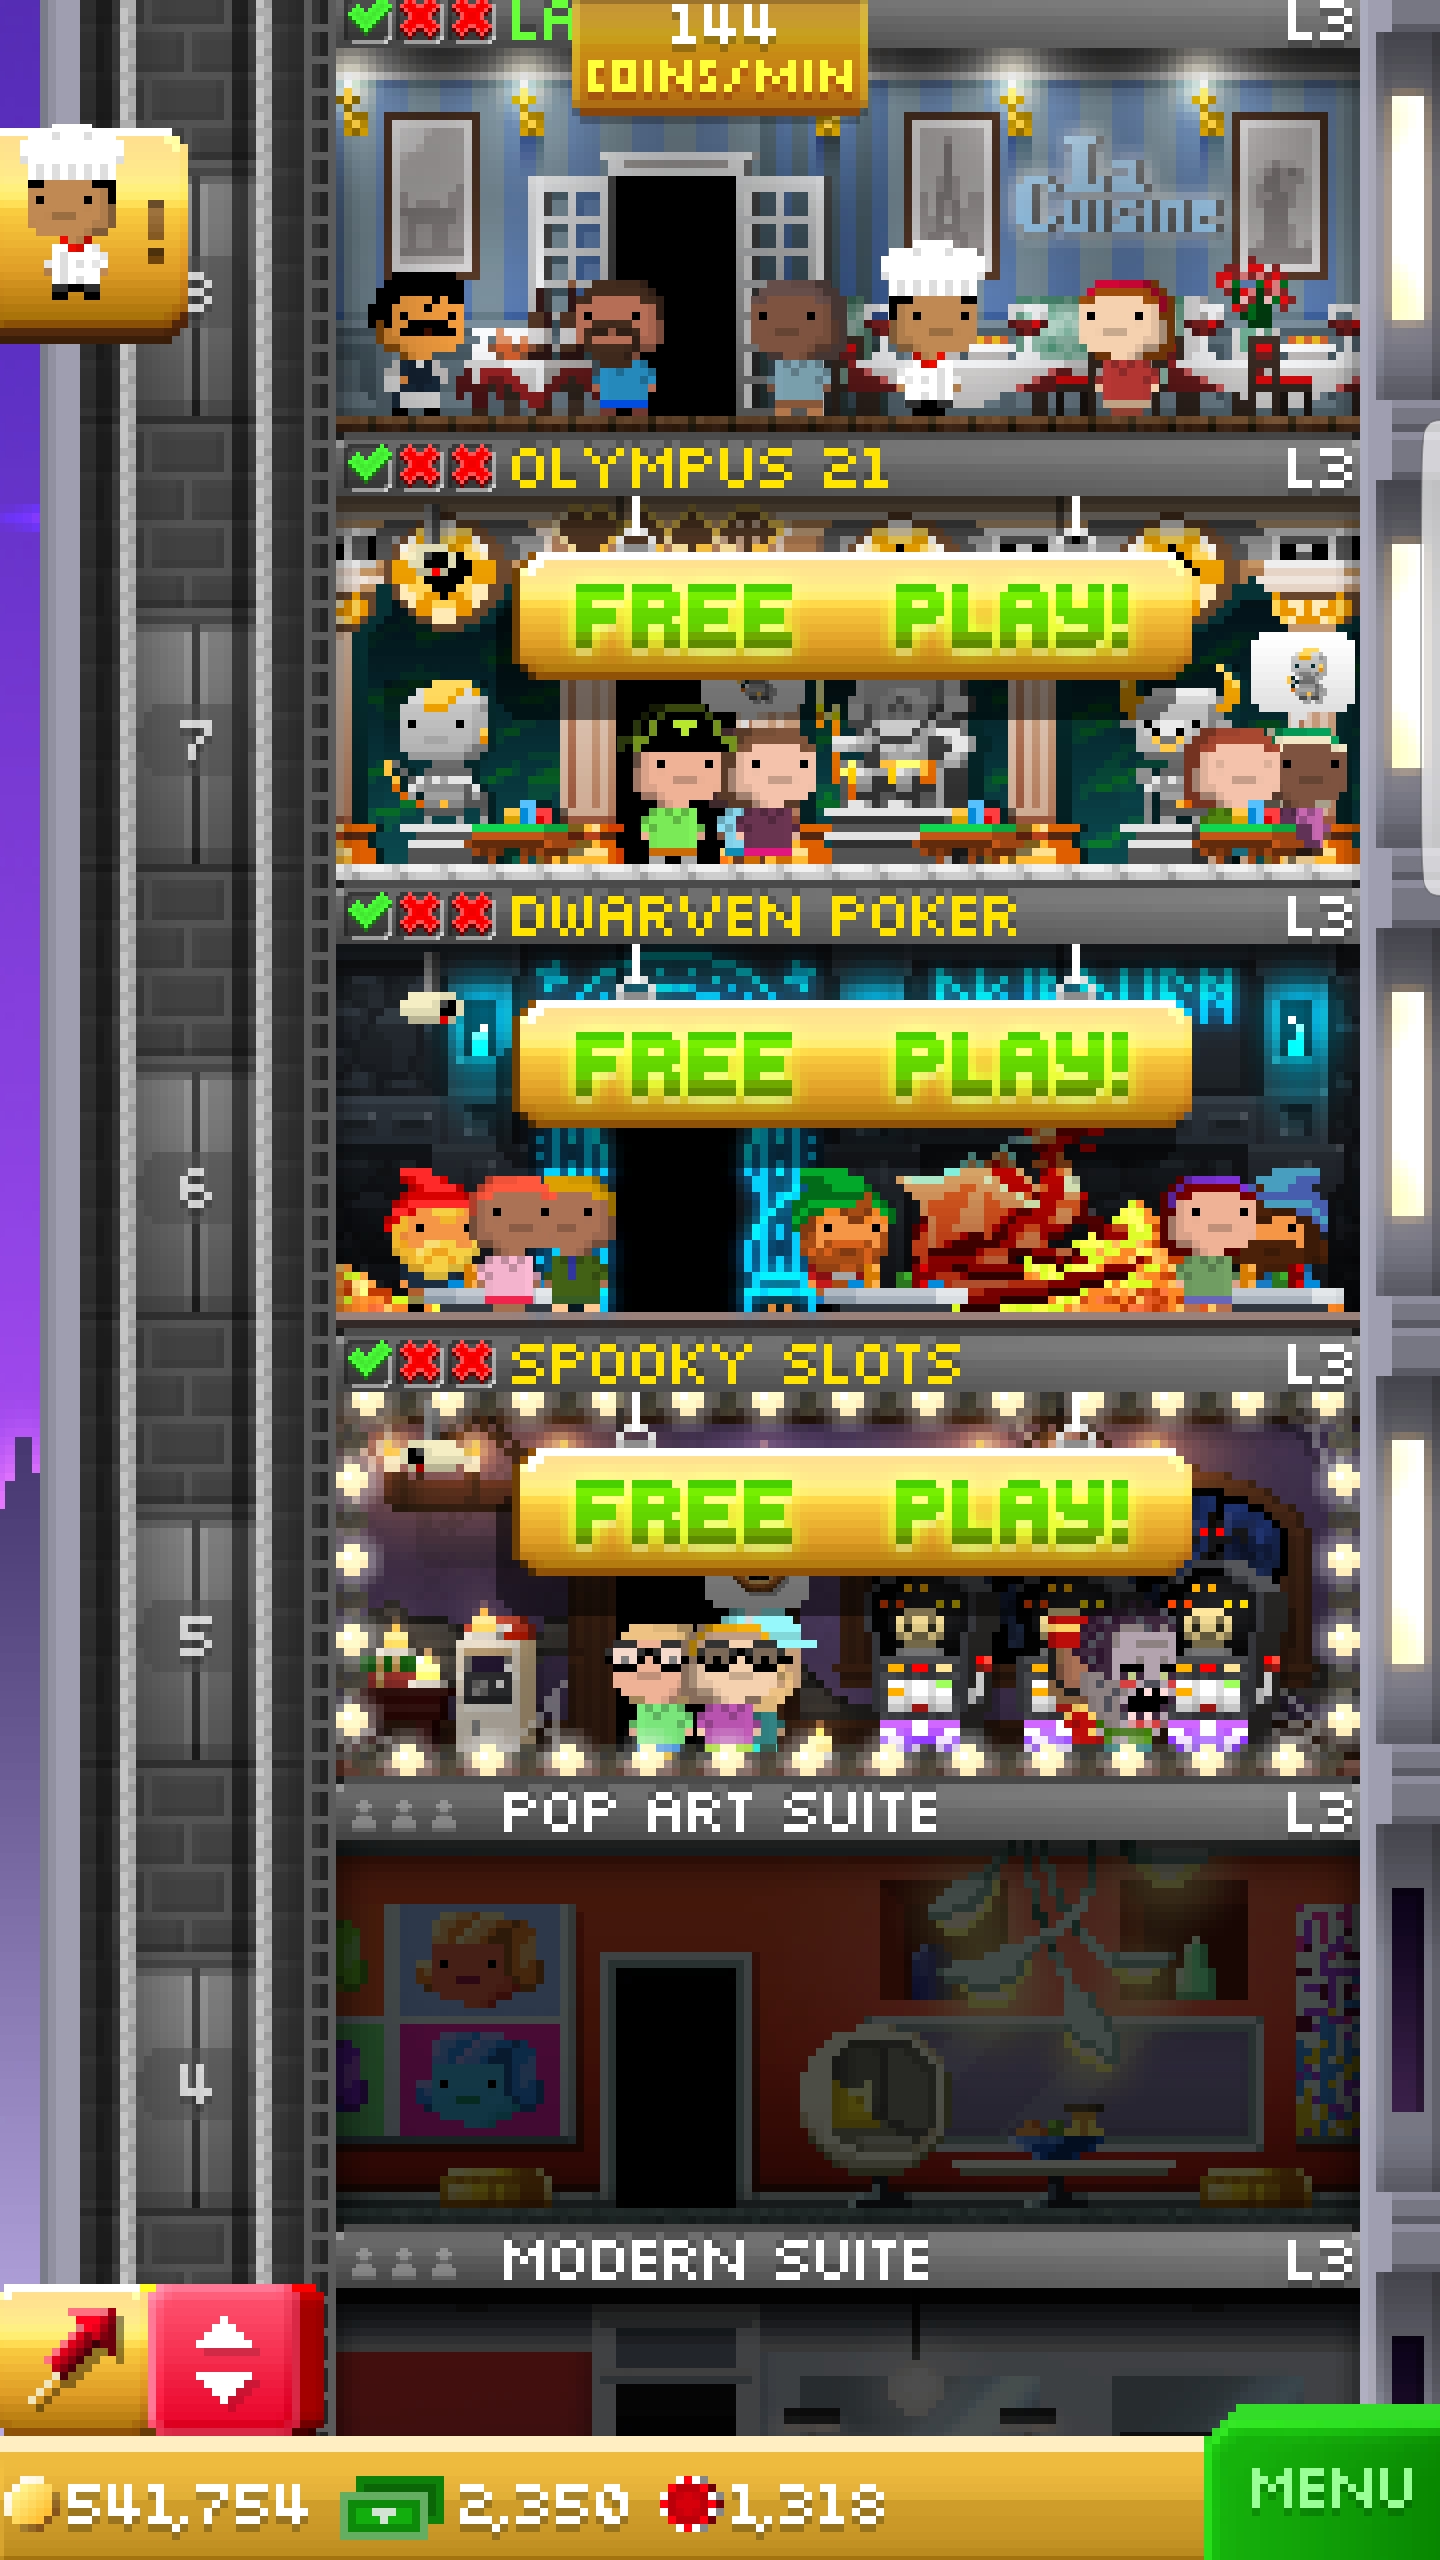 LA
L3
144
COINS/MIN
!
La
Cuisine
8
OLYMPUS 21
L3
FREE PLAY!
7
DWARVEN POKER
L3
FREE PLAY!
6
SPOOKY SLOTS
L3
FREE PLAY!
5
POP ART SUITE
L3
4
MODERN SUITE
L3
541,754
2,350
1,318
MENU